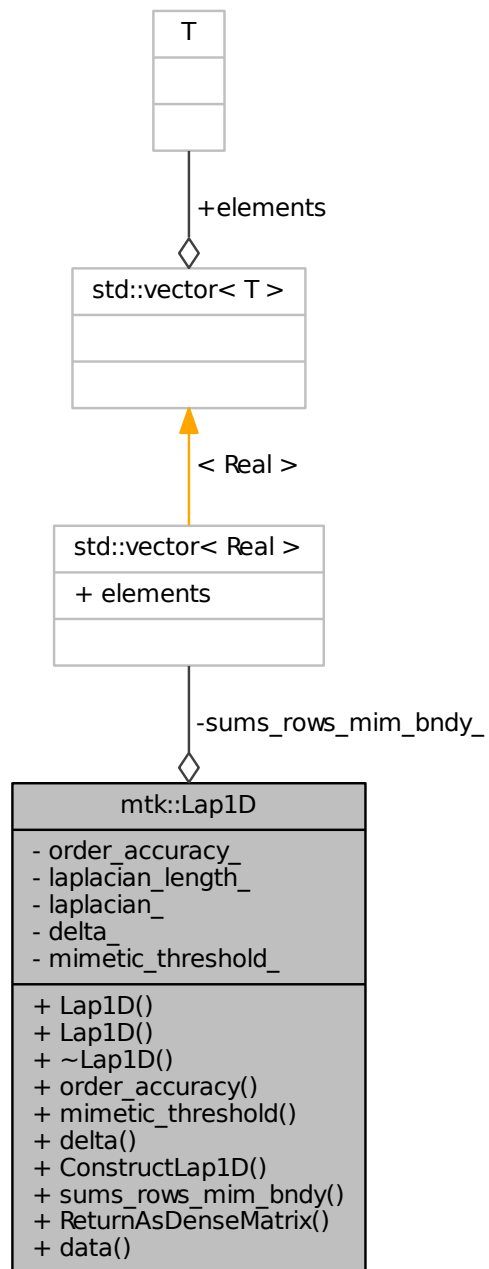 T
+elements
std::vector< T >
< Real >
std::vector< Real >
+ elements
-sums_rows_mim_bndy_
mtk::Lap1D
- order_accuracy_
- laplacian_length_
- laplacian_
- delta_
- mimetic_threshold_
+ Lap1D()
+ Lap1D()
+ ~Lap1D()
+ order_accuracy()
+ mimetic_threshold()
+ delta()
+ ConstructLap1D()
+ sums_rows_mim_bndy()
+ ReturnAsDenseMatrix()
+ data()